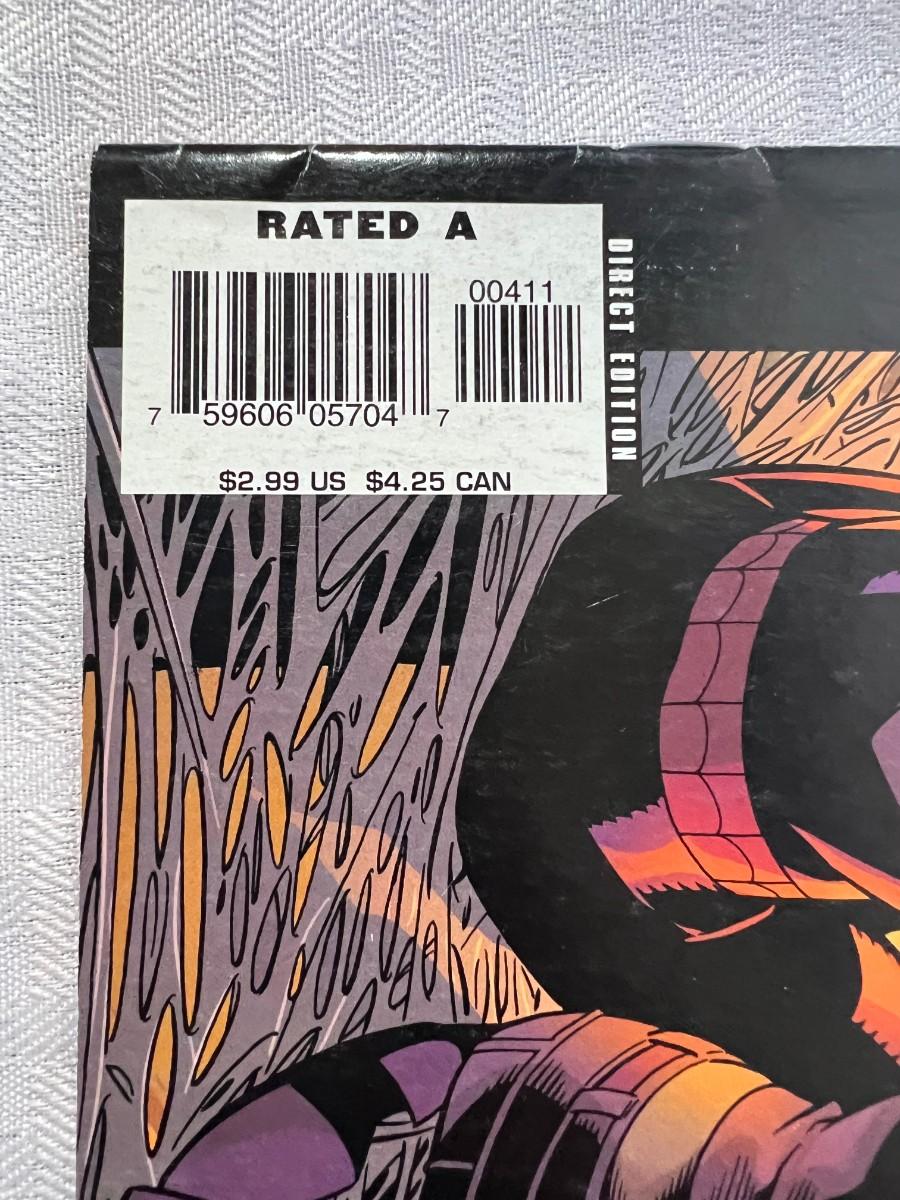 RATED A
00411
7 59606 05704 7
$2.99 US $4.25 CAN
DIRECT EDITION